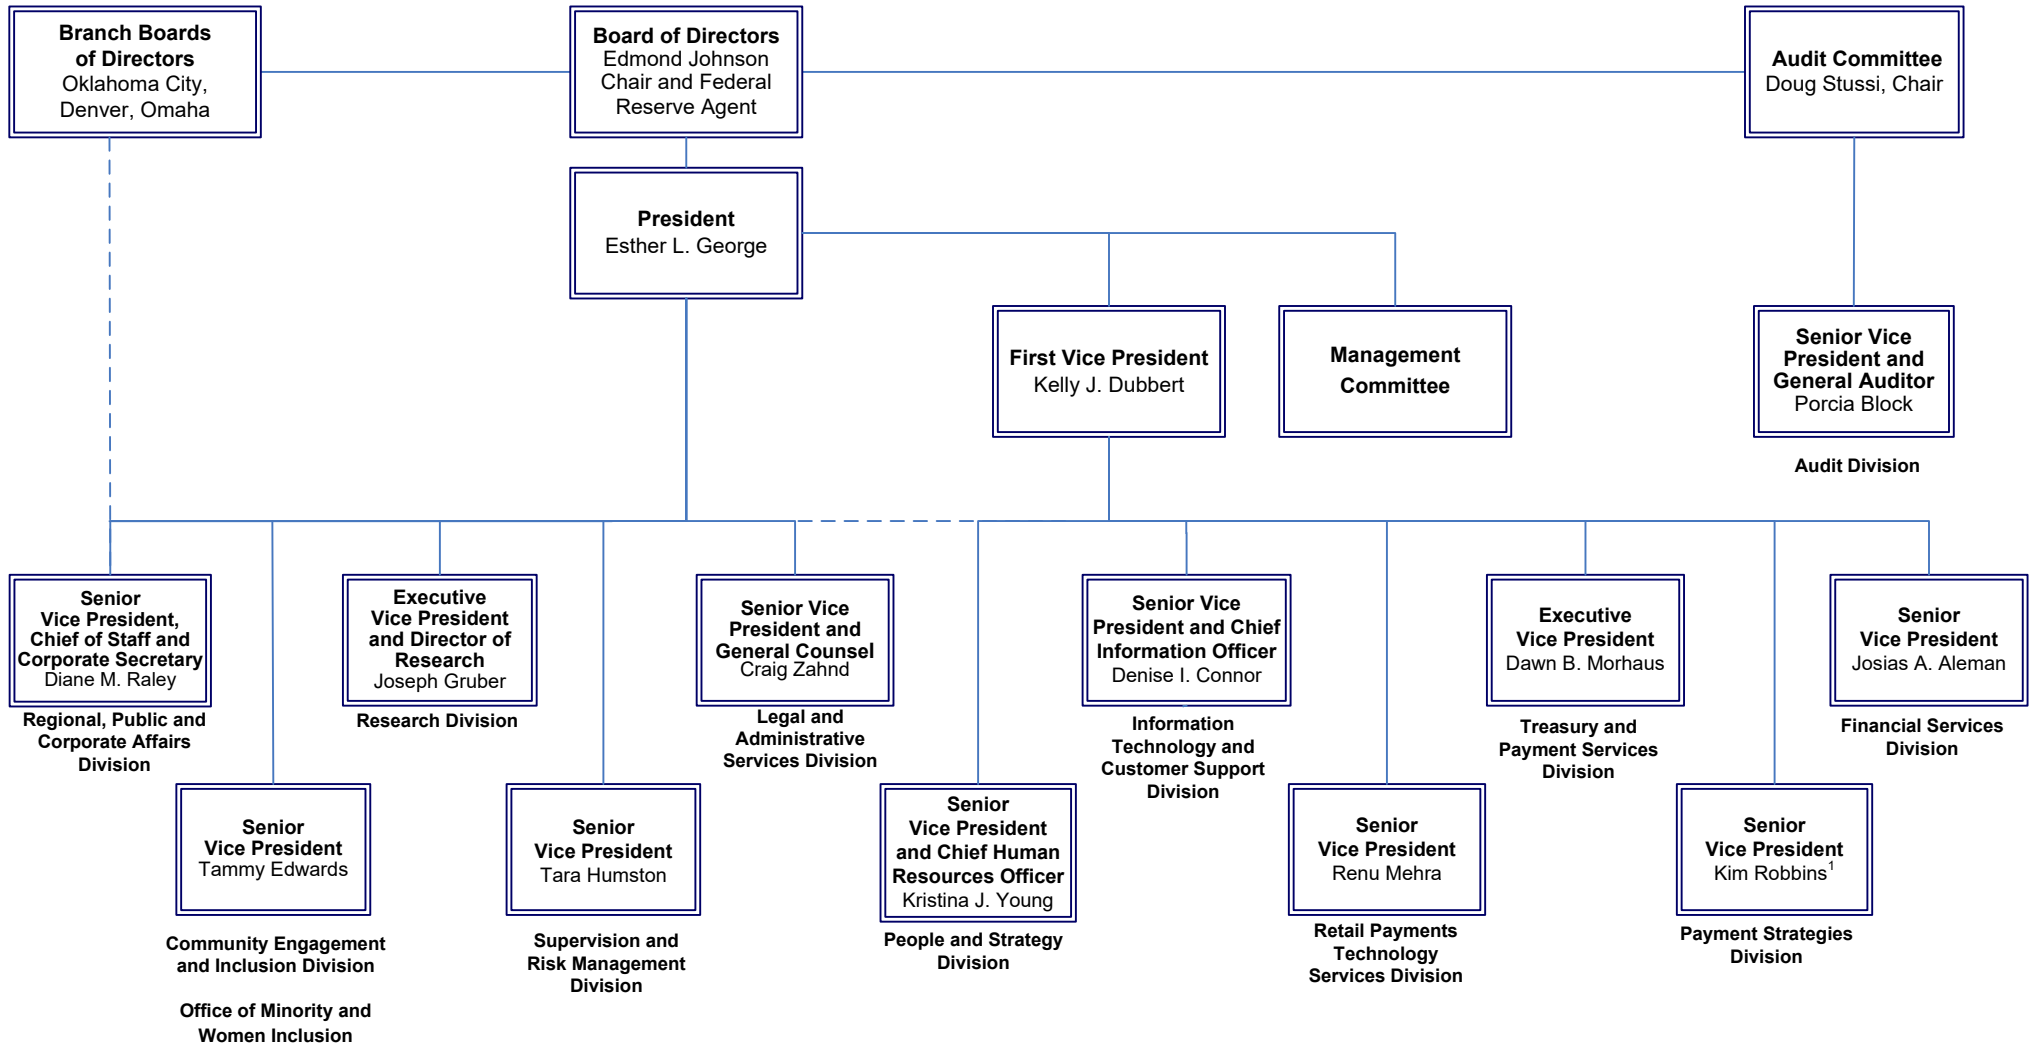 Branch Boards
of Directors
Oklahoma City,
Denver, Omaha
Board of Directors
Edmond Johnson
Chair and Federal
Reserve Agent
Audit Committee
Doug Stussi, Chair
President
Esther L. George
First Vice President
Kelly J. Dubbert
Management
Committee
Senior Vice
President and
General Auditor
Porcia Block
Audit Division
Senior
Vice President,
Chief of Staff and
Corporate Secretary
Diane M. Raley
Regional, Public and
Corporate Affairs
Division
Executive
Vice President
and Director of
Research
Joseph Gruber
Research Division
Senior Vice
President and
General Counsel
Craig Zahnd
Legal and
Administrative
Services Division
Senior Vice
President and Chief
Information Officer
Denise I. Connor
Information
Technology and
Customer Support
Division
Executive
Vice President
Dawn B. Morhaus
Treasury and
Payment Services
Division
Senior
Vice President
Josias A. Aleman
Financial Services
Division
Senior
Vice President
Tammy Edwards
Community Engagement
and Inclusion Division
Office of Minority and
Women Inclusion
Senior
Vice President
Tara Humston
Supervision and
Risk Management
Division
Senior
Vice President
and Chief Human
Resources Officer
Kristina J. Young
People and Strategy
Division
Senior
Vice President
Renu Mehra
Retail Payments
Technology
Services Division
Senior
Vice President
Kim Robbins¹
Payment Strategies
Division